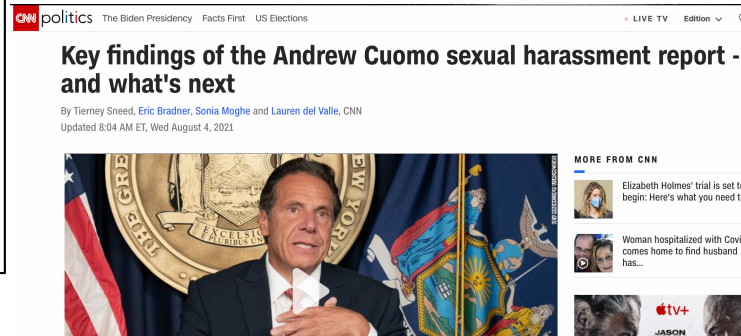 CNN politics The Biden Presidency Facts First US Elections
LIVE TV Edition
Key findings of the Andrew Cuomo sexual harassment report -
and what's next
By Tierney Sneed, Eric Bradner, Sonia Moghe and Lauren del Valle, CNN
Updated 8:04 AM ET, Wed August 4, 2021
EXCELSIOR
PLURIBUS UN
MORE FROM CNN
Elizabeth Holmes' trial is set to
begin: Here's what you need t
Woman hospitalized with Covi
comes home to find husband
has...
tv+
JASON